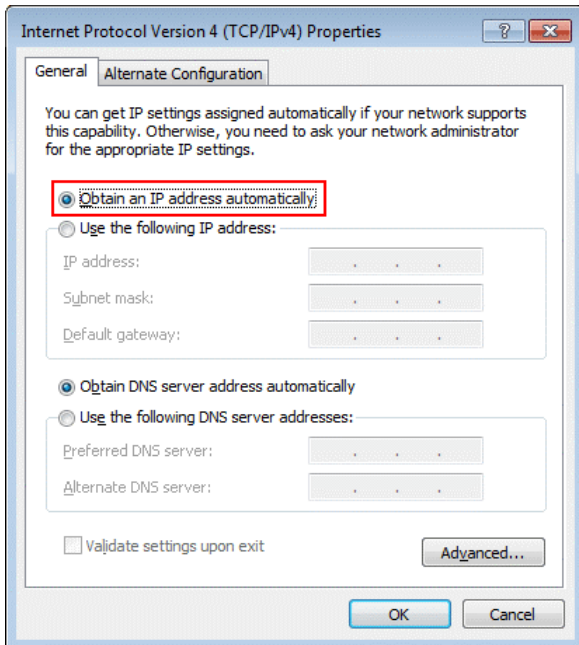 Internet Protocol Version 4 (TCP/IPv4) Properties
General
Alternate Configuration
You can get IP settings assigned automatically if your network supports
this capability. Otherwise, you need to ask your network administrator
for the appropriate IP settings.
Obtain an IP address automatically
Use the following IP address:
IP address:
Subnet mask:
Default gateway:
Obtain DNS server address automatically
Use the following DNS server addresses:
Preferred DNS server:
Alternate DNS server:
Validate settings upon exit
Advanced...
OK
Cancel